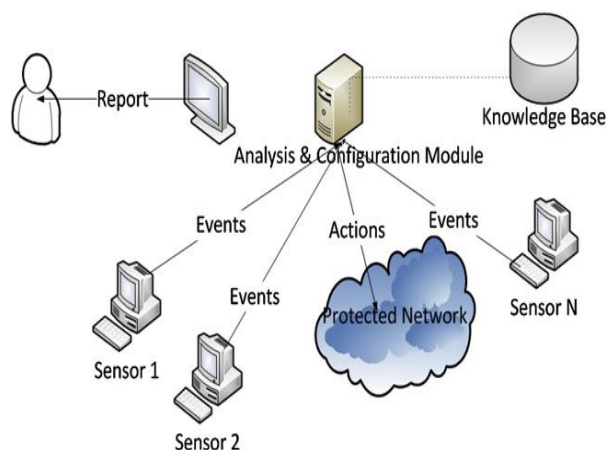 Report
Knowledge Base
Analysis & Configuration Module
Events
Actions
Events
Events
Protected Network
Sensor N
Sensor 1
Sensor 2